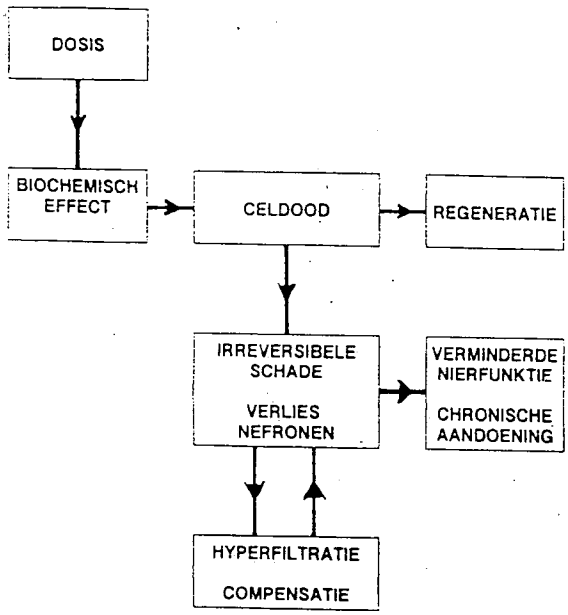 DOSIS
BIOCHEMISCH
EFFECT
CELDOOD
REGENERATIE
IRREVERSIBELE
SCHADE
VERLIES
NEFRONEN
VERMINDERDE
NIERFUNKTIE
CHRONISCHE
AANDOENING
HYPERFILTRATIE
COMPENSATIE